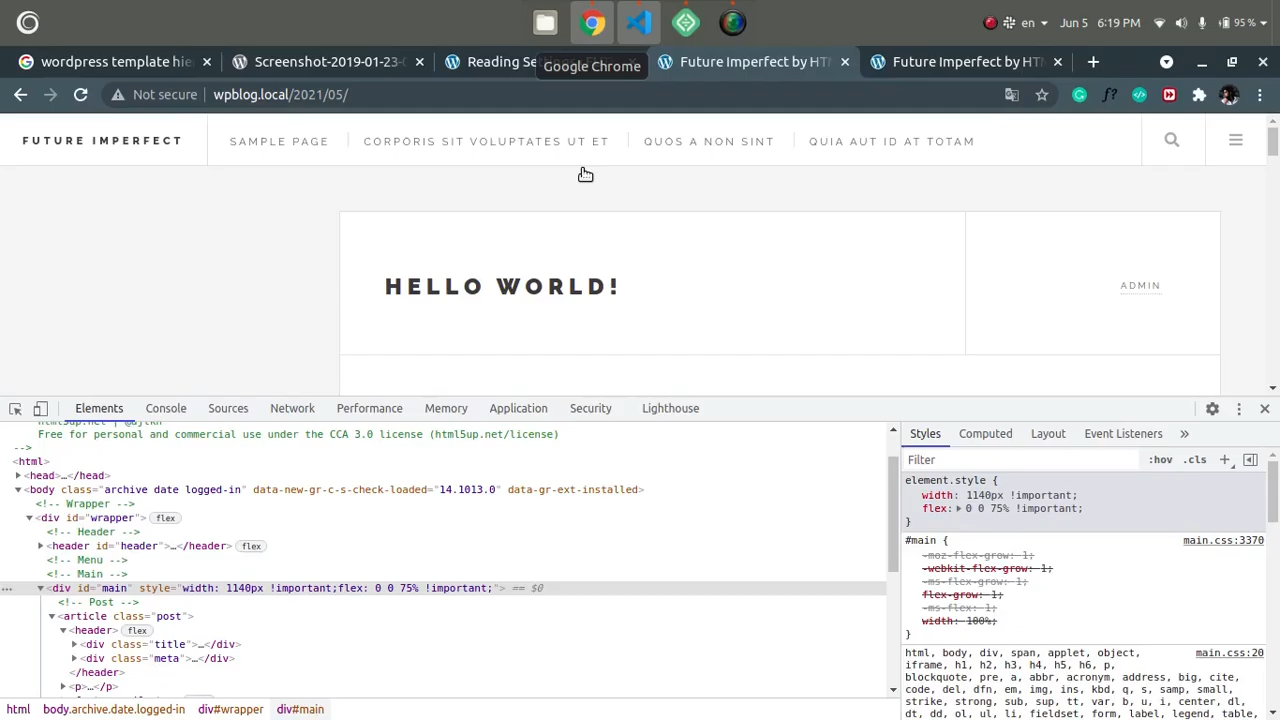 en
Jun 5
6:19 PM
95 %
wordpress template hie
Screenshot-2019-01-23-0
Reading Se
Google Chrome
Future Imperfect by HTM
Future Imperfect by HTM
Not secure
wpblog.local/2021/05/
FUTURE IMPERFECT
SAMPLE PAGE
CORPORIS SIT VOLUPTATES UT ET
QUOS A NON SINT
QUIA AUT ID AT TOTAM
HELLO WORLD!
ADMIN
Elements
Console
Sources
Network
Performance
Memory
Application
Security
Lighthouse
html5up.net | @ajlkn
Free for personal and commercial use under the CCA 3.0 license (html5up.net/license)
-->
<html>
<head>…</head>
<body class="archive date logged-in" data-new-gr-c-s-check-loaded="14.1013.0" data-gr-ext-installed>
<!-- Wrapper -->
<div id="wrapper"> flex
<!-- Header -->
<header id="header">…</header> flex
<!-- Menu -->
<!-- Main -->
<div id="main" style="width: 1140px !important;flex: 0 0 75% !important;"> == $0
<!-- Post -->
<article class="post">
<header> flex
<div class="title">…</div>
<div class="meta">…</div>
</header>
<p>…</p>
html
body.archive.date.logged-in
div#wrapper
div#main
Styles
Computed
Layout
Event Listeners
Filter
:hov
.cls
element.style {
width: 1140px !important;
flex: 0 0 75% !important;
}
#main {
main.css:3370
-moz-flex-grow: 1;
-webkit-flex-grow: 1;
-ms-flex-grow: 1;
flex-grow: 1;
-ms-flex: 1;
width: 100%;
}
html, body, div, span, applet, object,
main.css:20
iframe, h1, h2, h3, h4, h5, h6, p,
blockquote, pre, a, abbr, acronym, address, big, cite,
code, del, dfn, em, img, ins, kbd, q, s, samp, small,
strike, strong, sub, sup, tt, var, b, u, i, center, dl,
dt, dd, ol, ul, li, fieldset, form, label, legend, table,